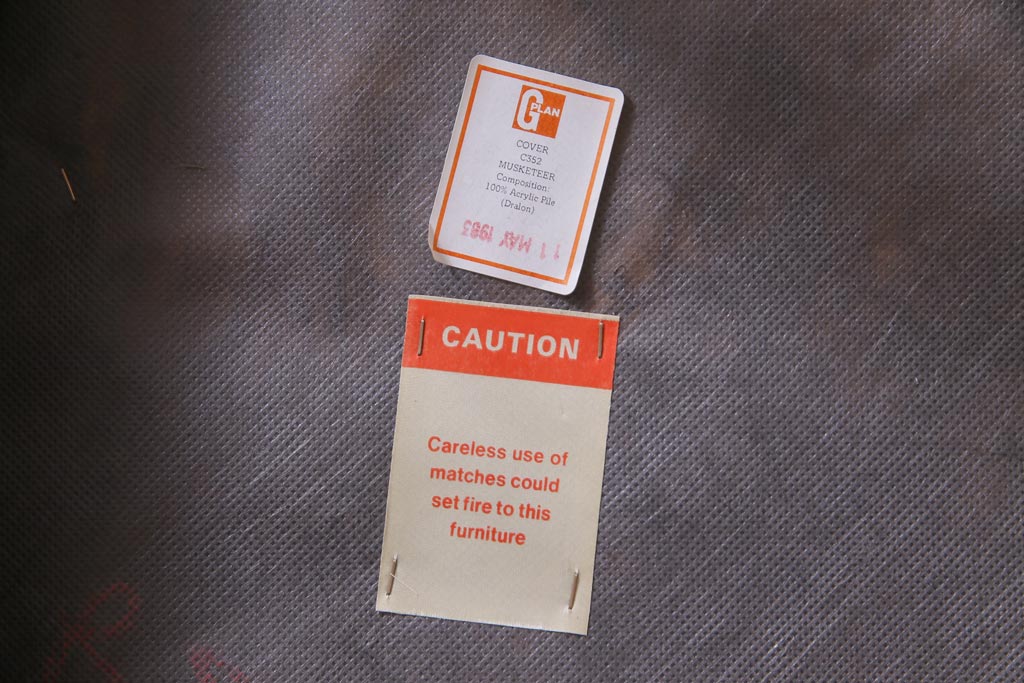 G PLAN
COVER
C352
MUSKETEER
Composition:
100% Acrylic Pile
(Dralon)
11 MAY 1983
CAUTION
Careless use of
matches could
set fire to this
furniture